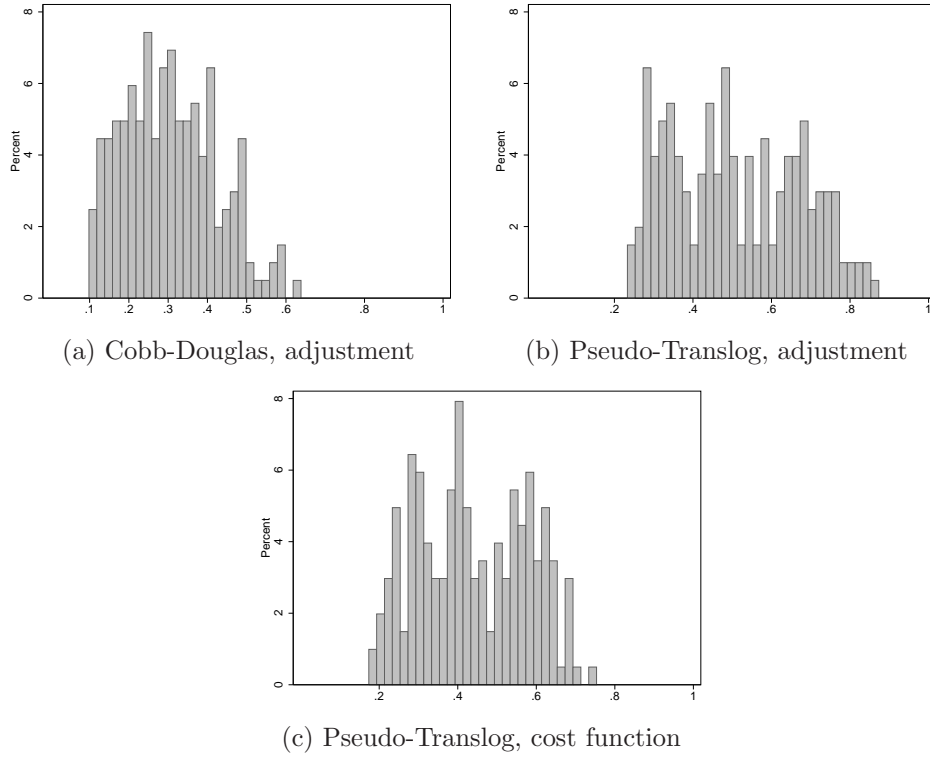 8
6
Percent
4
2
0
.1 .2 .3 .4 .5 .6 .8 1
(a) Cobb-Douglas, adjustment
8
6
Percent
4
2
0
.2 .4 .6 .8 1
(b) Pseudo-Translog, adjustment
8
6
Percent
4
2
0
.2 .4 .6 .8 1
(c) Pseudo-Translog, cost function